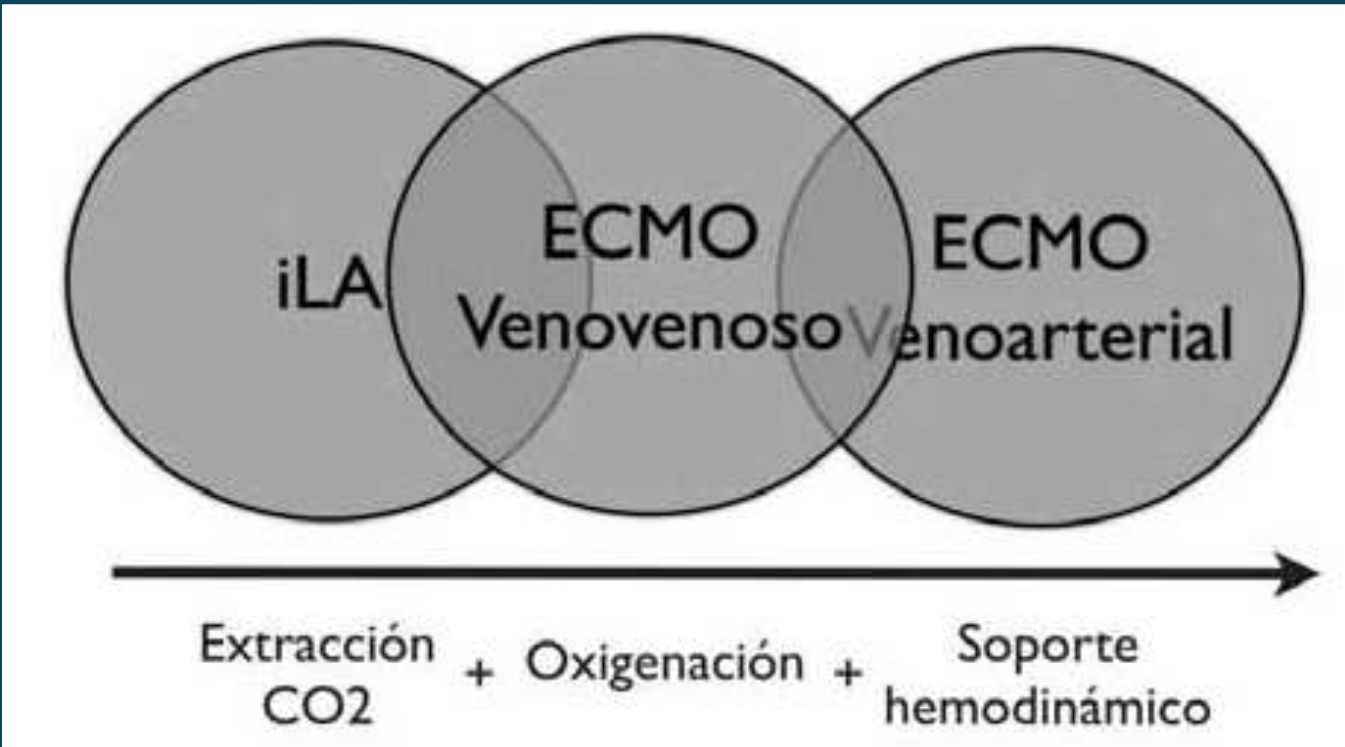 iLA
ECMO
Venovenoso
ECMO
Venoarterial
Extracción
CO2
+ Oxigenación +
Soporte
hemodinámico